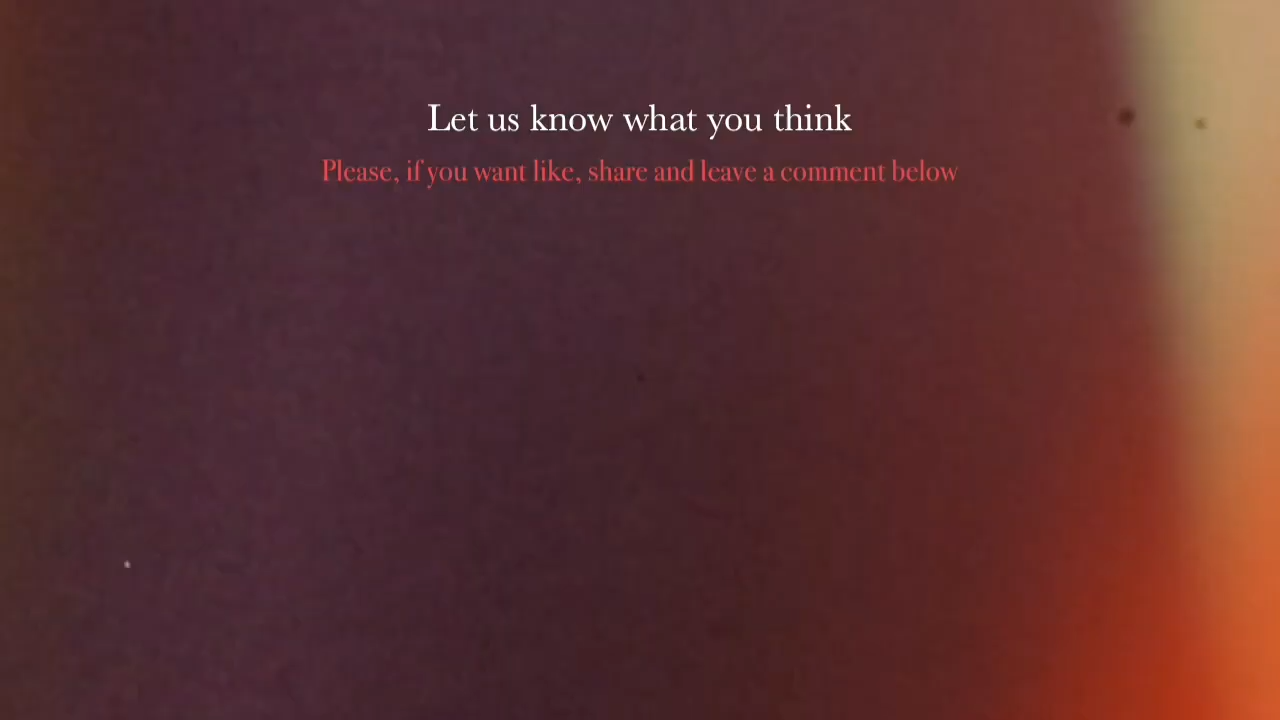 Let us know what you think
Please, if you want like, share and leave a comment below